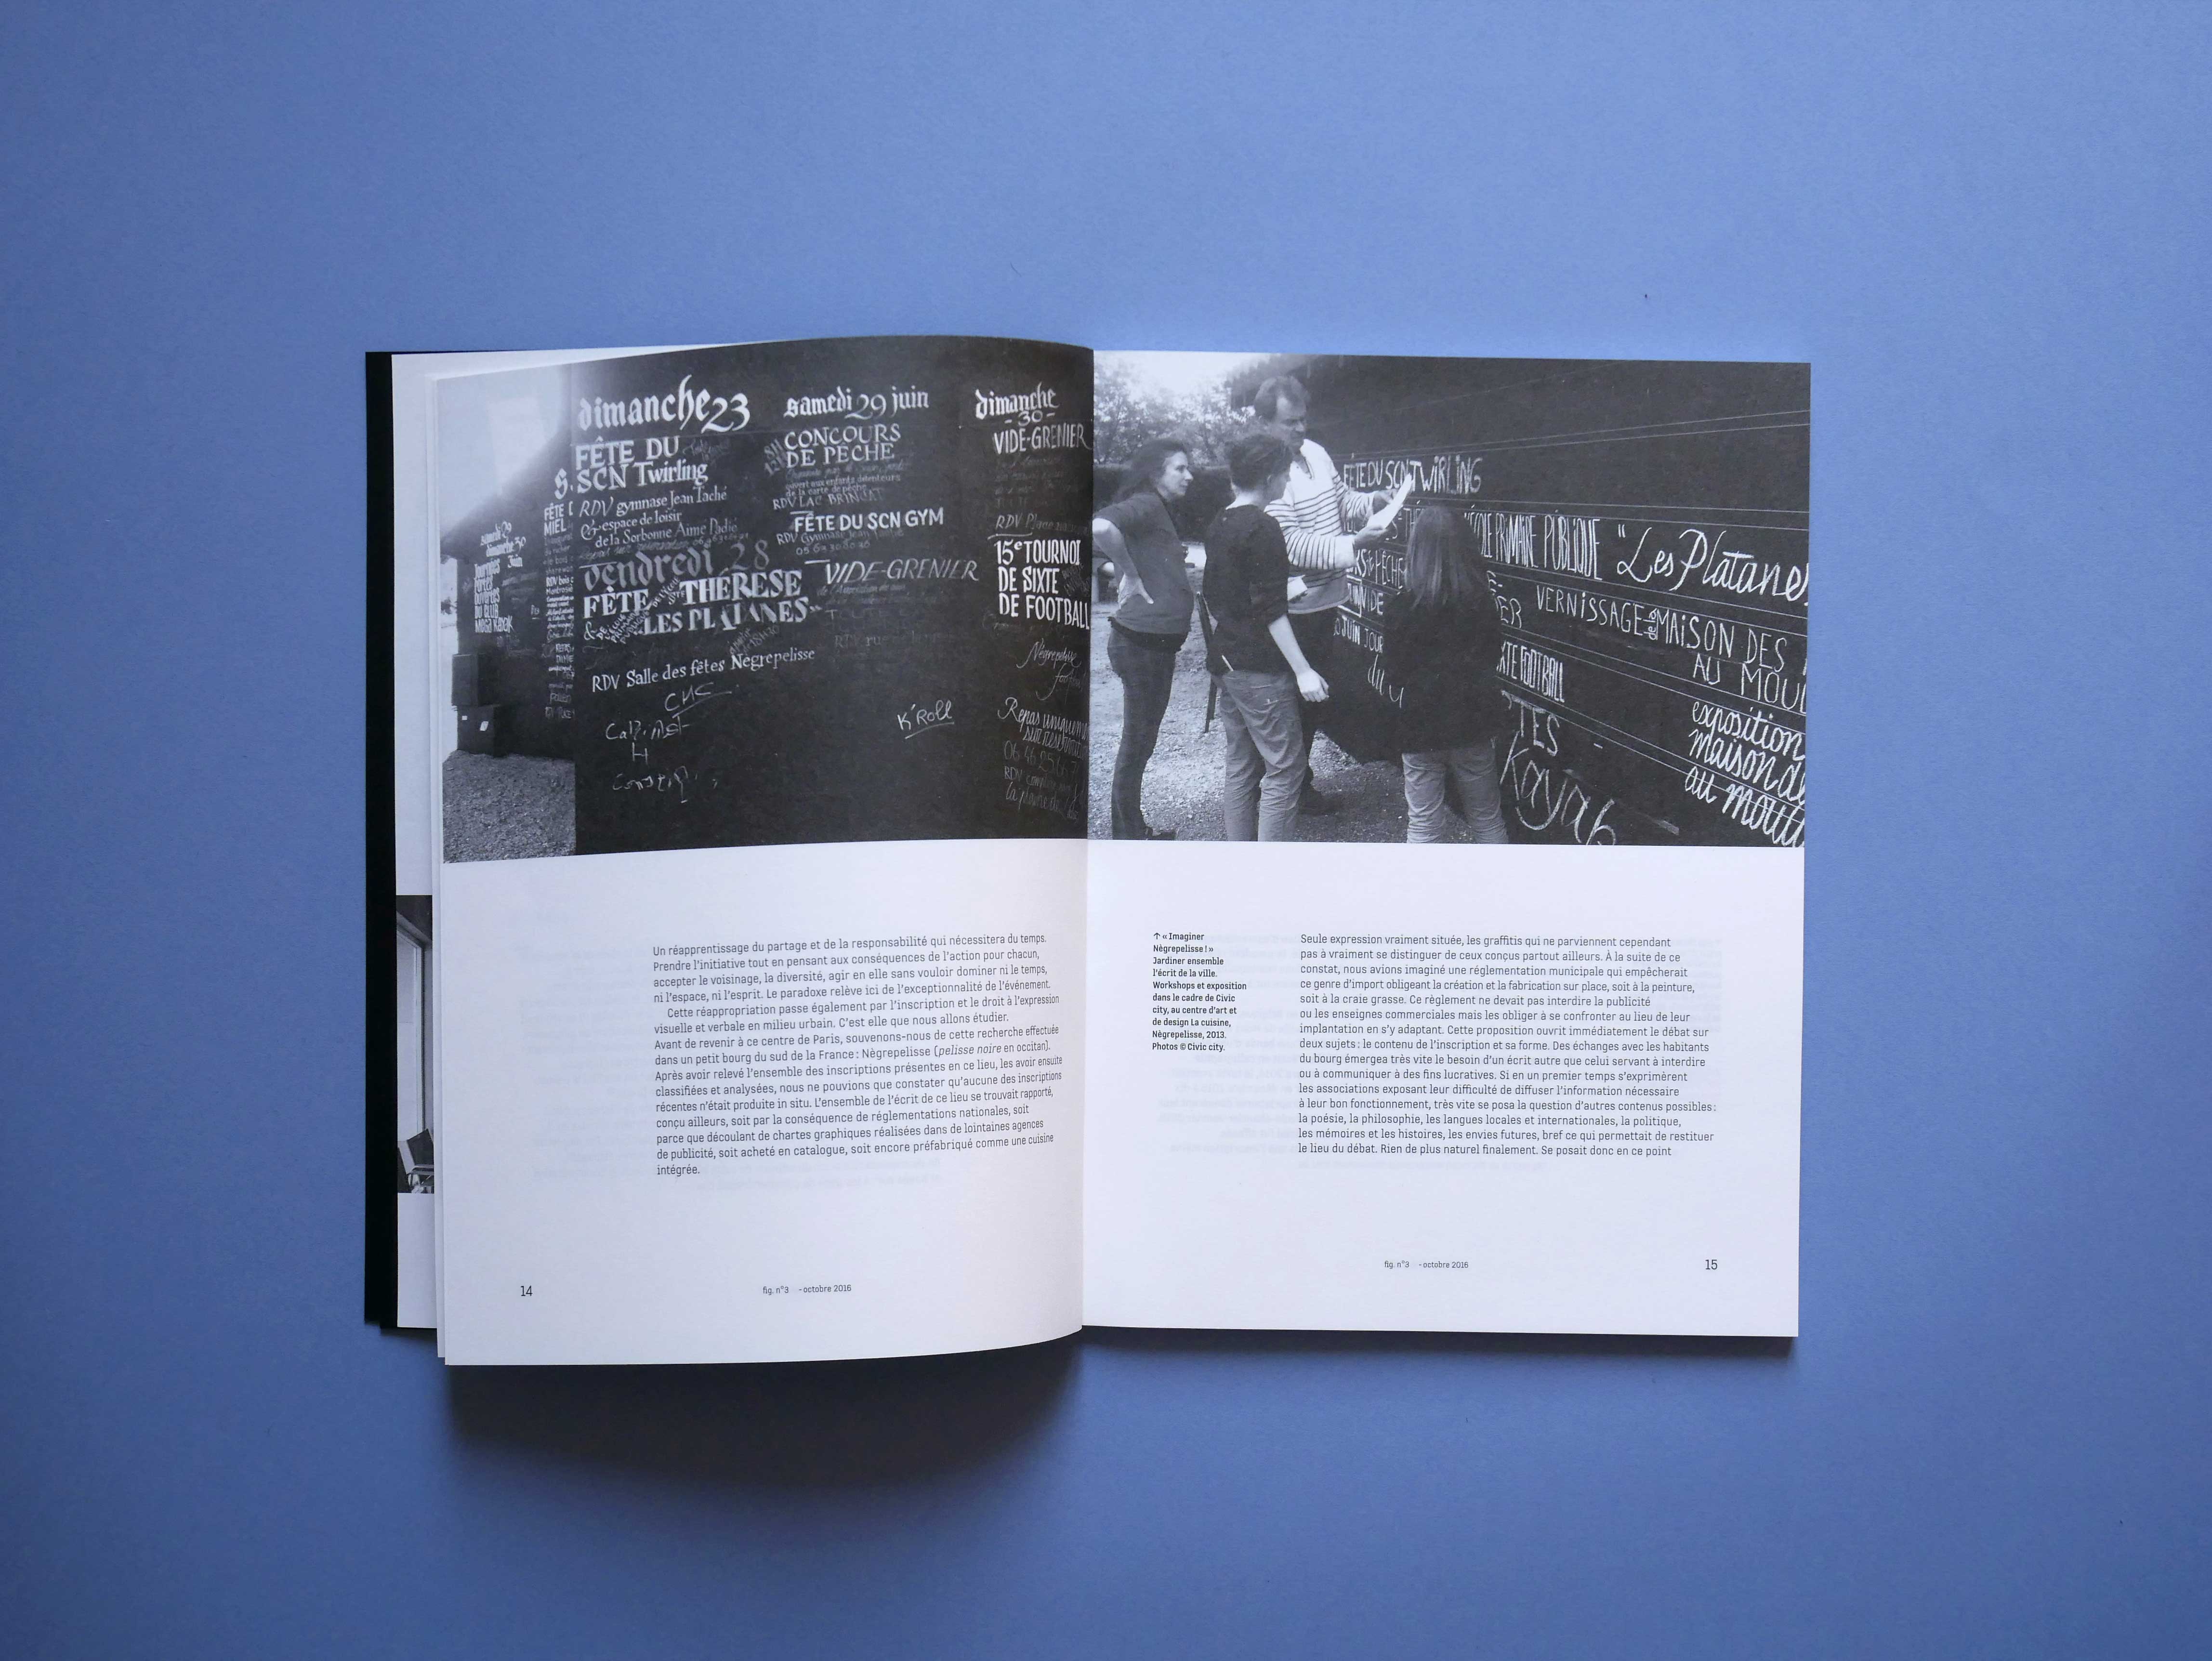 dimanche 23
FÊTE DU
SCN Twirling
RDV gymnase Jean Taché
& espace de loisir
de la Sorbonne Aimé Padié
vendredi 28
FÊTE THÉRÈSE
& LES PLATANES"
RDV Salle des fêtes Nègrepelisse
samedi 29 juin
CONCOURS
DE PÊCHE
RDV LAC BRINCAT
FÊTE DU SCN GYM
RDV Gymnase Jean Taché
VIDE-GRENIER
K'Roll
dimanche
-30-
VIDE-GRENIER
RDV Place
15e TOURNOI
DE SIXTE
DE FOOTBALL
Nègrepelisse
Repas uniquement
FÊTE DU SCN TWiRLiNG
ÉCOLE PRiMAiRE PUBLiQUE "Les Platanes
VERNiSSAGE de la MAiSON DES
AU MOUL
XTE FOOTBALL
Kayak
exposition
maison de
au moul
Un réapprentissage du partage et de la responsabilité qui nécessitera du temps.
Prendre l'initiative tout en pensant aux conséquences de l'action pour chacun,
accepter le voisinage, la diversité, agir en elle sans vouloir dominer ni le temps,
ni l'espace, ni l'esprit. Le paradoxe relève ici de l'exceptionnalité de l'événement.
Cette réappropriation passe également par l'inscription et le droit à l'expression
visuelle et verbale en milieu urbain. C'est elle que nous allons étudier.
Avant de revenir à ce centre de Paris, souvenons-nous de cette recherche effectuée
dans un petit bourg du sud de la France : Nègrepelisse (pelisse noire en occitan).
Après avoir relevé l'ensemble des inscriptions présentes en ce lieu, les avoir ensuite
classifiées et analysées, nous ne pouvions que constater qu'aucune des inscriptions
récentes n'était produite in situ. L'ensemble de l'écrit de ce lieu se trouvait rapporté,
conçu ailleurs, soit par la conséquence de réglementations nationales, soit
parce que découlant de chartes graphiques réalisées dans de lointaines agences
de publicité, soit acheté en catalogue, soit encore préfabriqué comme une cuisine
intégrée.
14
fig. n°3 - octobre 2016
↑ « Imaginer
Nègrepelisse ! »
Jardiner ensemble
l'écrit de la ville.
Workshops et exposition
dans le cadre de Civic
city, au centre d'art et
de design La cuisine,
Nègrepelisse, 2013.
Photos © Civic city.
Seule expression vraiment située, les graffitis qui ne parviennent cependant
pas à vraiment se distinguer de ceux conçus partout ailleurs. À la suite de ce
constat, nous avions imaginé une réglementation municipale qui empêcherait
ce genre d'import obligeant la création et la fabrication sur place, soit à la peinture,
soit à la craie grasse. Ce règlement ne devait pas interdire la publicité
ou les enseignes commerciales mais les obliger à se confronter au lieu de leur
implantation en s'y adaptant. Cette proposition ouvrit immédiatement le débat sur
deux sujets : le contenu de l'inscription et sa forme. Des échanges avec les habitants
du bourg émergea très vite le besoin d'un écrit autre que celui servant à interdire
ou à communiquer à des fins lucratives. Si en un premier temps s'exprimèrent
les associations exposant leur difficulté de diffuser l'information nécessaire
à leur bon fonctionnement, très vite se posa la question d'autres contenus possibles :
la poésie, la philosophie, les langues locales et internationales, la politique,
les mémoires et les histoires, les envies futures, bref ce qui permettait de restituer
le lieu du débat. Rien de plus naturel finalement. Se posait donc en ce point
fig. n°3 - octobre 2016
15